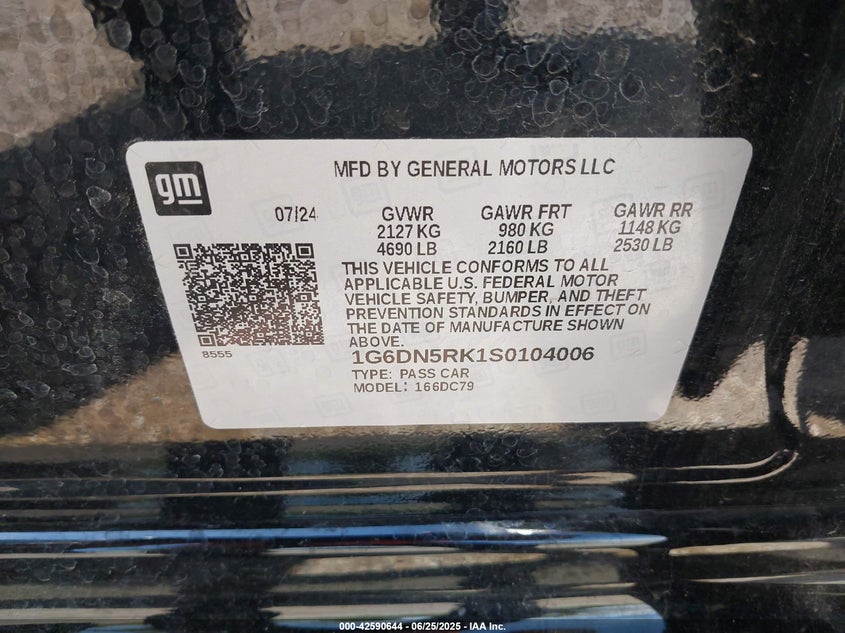 gm
MFD BY GENERAL MOTORS LLC
07/24 GVWR GAWR FRT GAWR RR
2127 KG 980 KG 1148 KG
4690 LB 2160 LB 2530 LB
THIS VEHICLE CONFORMS TO ALL
APPLICABLE U.S. FEDERAL MOTOR
VEHICLE SAFETY, BUMPER, AND THEFT
PREVENTION STANDARDS IN EFFECT ON
THE DATE OF MANUFACTURE SHOWN
ABOVE.
8555
1G6DN5RK1S0104006
TYPE: PASS CAR
MODEL: 166DC79
000-42590644 - 06/25/2025 - IAA Inc.